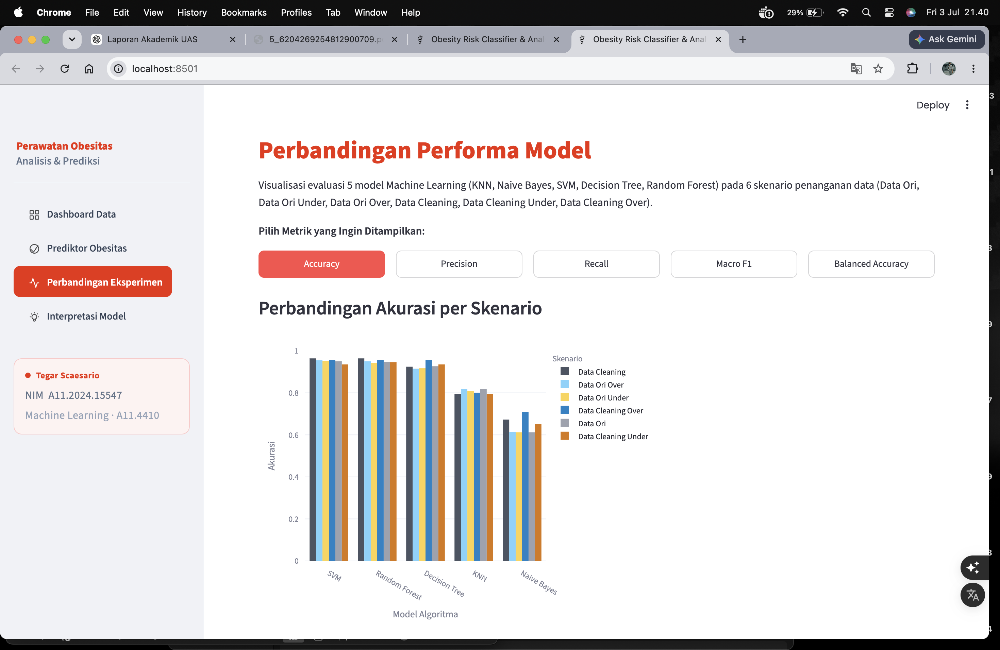 Chrome File Edit View History Bookmarks Profiles Tab Window Help 29% Fri 3 Jul 21.40
Laporan Akademik UAS
5_6204269254812900709.p
Obesity Risk Classifier & Anal
Obesity Risk Classifier & Anal
Ask Gemini
localhost:8501
Deploy
Perawatan Obesitas
Analisis & Prediksi
Dashboard Data
Prediktor Obesitas
Perbandingan Eksperimen
Interpretasi Model
Tegar Scaesario
NIM A11.2024.15547
Machine Learning · A11.4410
Perbandingan Performa Model
Visualisasi evaluasi 5 model Machine Learning (KNN, Naive Bayes, SVM, Decision Tree, Random Forest) pada 6 skenario penanganan data (Data Ori,
Data Ori Under, Data Ori Over, Data Cleaning, Data Cleaning Under, Data Cleaning Over).
Pilih Metrik yang Ingin Ditampilkan:
Accuracy Precision Recall Macro F1 Balanced Accuracy
Perbandingan Akurasi per Skenario
1
0.8
0.6
0.4
0.2
0
Akurasi
SVM
Random Forest
Decision Tree
KNN
Naive Bayes
Model Algoritma
Skenario
Data Cleaning
Data Ori Over
Data Ori Under
Data Cleaning Over
Data Ori
Data Cleaning Under